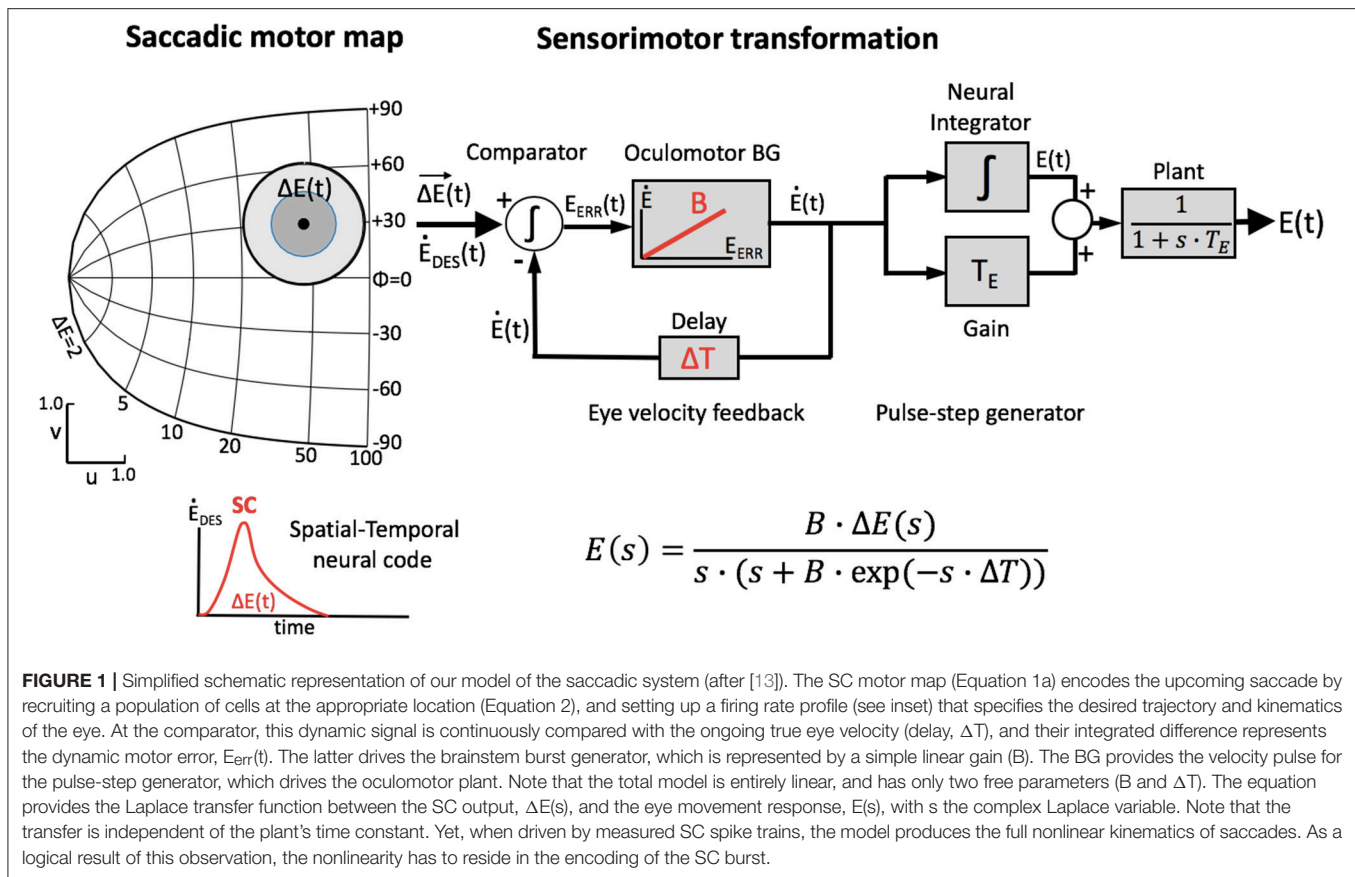 Saccadic motor map
Sensorimotor transformation
+90
+60
+30
Φ=0
-30
-60
-90
ΔE(t)
ΔE=2
5
10
20
50
100
1.0
v
u 1.0
ΔE(t)
ĖDES(t)
Comparator
+
∫
-
EERR(t)
Oculomotor BG
Ė
B
EERR
Ė(t)
Ė(t)
Delay
ΔT
Eye velocity feedback
Neural
Integrator
∫
E(t)
+
TE
+
Gain
Pulse-step generator
Plant
1
1 + s · TE
E(t)
ĖDES
SC
Spatial-Temporal
neural code
ΔE(t)
time
E(s) = B · ΔE(s) / s · (s + B · exp(−s · ΔT))
FIGURE 1 | Simplified schematic representation of our model of the saccadic system (after [13]). The SC motor map (Equation 1a) encodes the upcoming saccade by
recruiting a population of cells at the appropriate location (Equation 2), and setting up a firing rate profile (see inset) that specifies the desired trajectory and kinematics
of the eye. At the comparator, this dynamic signal is continuously compared with the ongoing true eye velocity (delay, ΔT), and their integrated difference represents
the dynamic motor error, Eerr(t). The latter drives the brainstem burst generator, which is represented by a simple linear gain (B). The BG provides the velocity pulse for
the pulse-step generator, which drives the oculomotor plant. Note that the total model is entirely linear, and has only two free parameters (B and ΔT). The equation
provides the Laplace transfer function between the SC output, ΔE(s), and the eye movement response, E(s), with s the complex Laplace variable. Note that the
transfer is independent of the plant's time constant. Yet, when driven by measured SC spike trains, the model produces the full nonlinear kinematics of saccades. As a
logical result of this observation, the nonlinearity has to reside in the encoding of the SC burst.